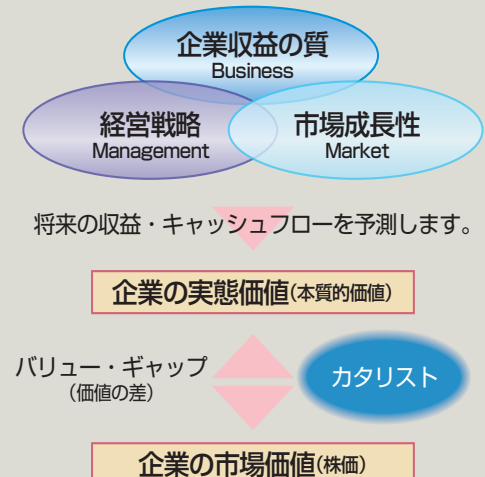 企業収益の質
Business
経営戦略
Management
市場成長性
Market
将来の収益・キャッシュフローを予測します。
企業の実態価値(本質的価値)
バリュー・ギャップ
(価値の差)
カタリスト
企業の市場価値(株価)